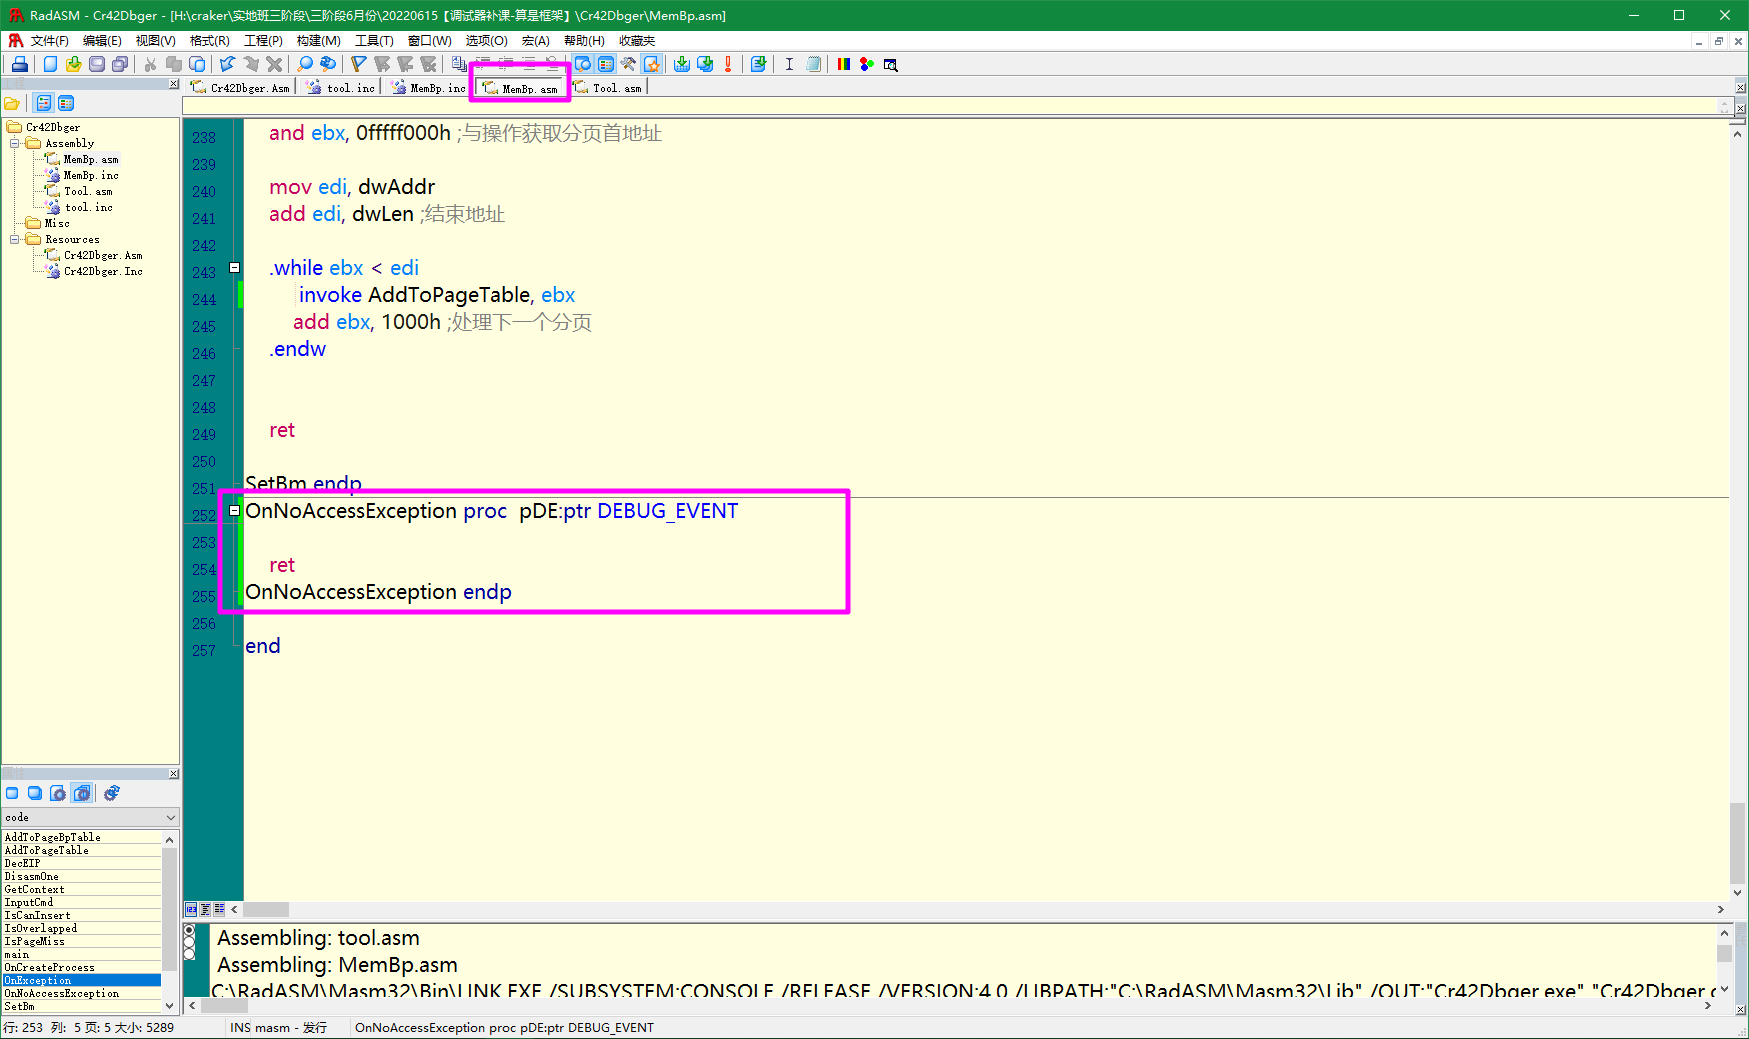 RadASM - Cr42Dbger - [H:\craker\实地班三阶段\三阶段6月份\20220615【调试器补课-算是框架】\Cr42Dbger\MemBp.asm]
文件(F) 编辑(E) 视图(V) 格式(R) 工程(P) 构建(M) 工具(T) 窗口(W) 选项(O) 宏(A) 帮助(H) 收藏夹
Cr42Dbger.Asm tool.inc MemBp.inc MemBp.asm Tool.asm
Cr42Dbger
Assembly
MemBp.asm
MemBp.inc
Tool.asm
tool.inc
Misc
Resources
Cr42Dbger.Asm
Cr42Dbger.Inc
238 and ebx, 0fffff000h ;与操作获取分页首地址
239
240 mov edi, dwAddr
241 add edi, dwLen ;结束地址
242
243 .while ebx < edi
244 invoke AddToPageTable, ebx
245 add ebx, 1000h ;处理下一个分页
246 .endw
247
248
249 ret
250
251 SetBm endp
252 OnNoAccessException proc pDE:ptr DEBUG_EVENT
253
254 ret
255 OnNoAccessException endp
256
257 end
code
AddToPageBpTable
AddToPageTable
DecEIP
DisasmOne
GetContext
InputCmd
IsCanInsert
IsOverlapped
IsPageMiss
main
OnCreateProcess
OnException
OnNoAccessException
SetBm
Assembling: tool.asm
Assembling: MemBp.asm
C:\RadASM\Masm32\Bin\LINK.EXE /SUBSYSTEM:CONSOLE /RELEASE /VERSION:4.0 /LIBPATH:"C:\RadASM\Masm32\Lib" /OUT:"Cr42Dbger.exe" "Cr42Dbger.o
行: 253 列: 5 页: 5 大小: 5289 INS masm - 发行 OnNoAccessException proc pDE:ptr DEBUG_EVENT